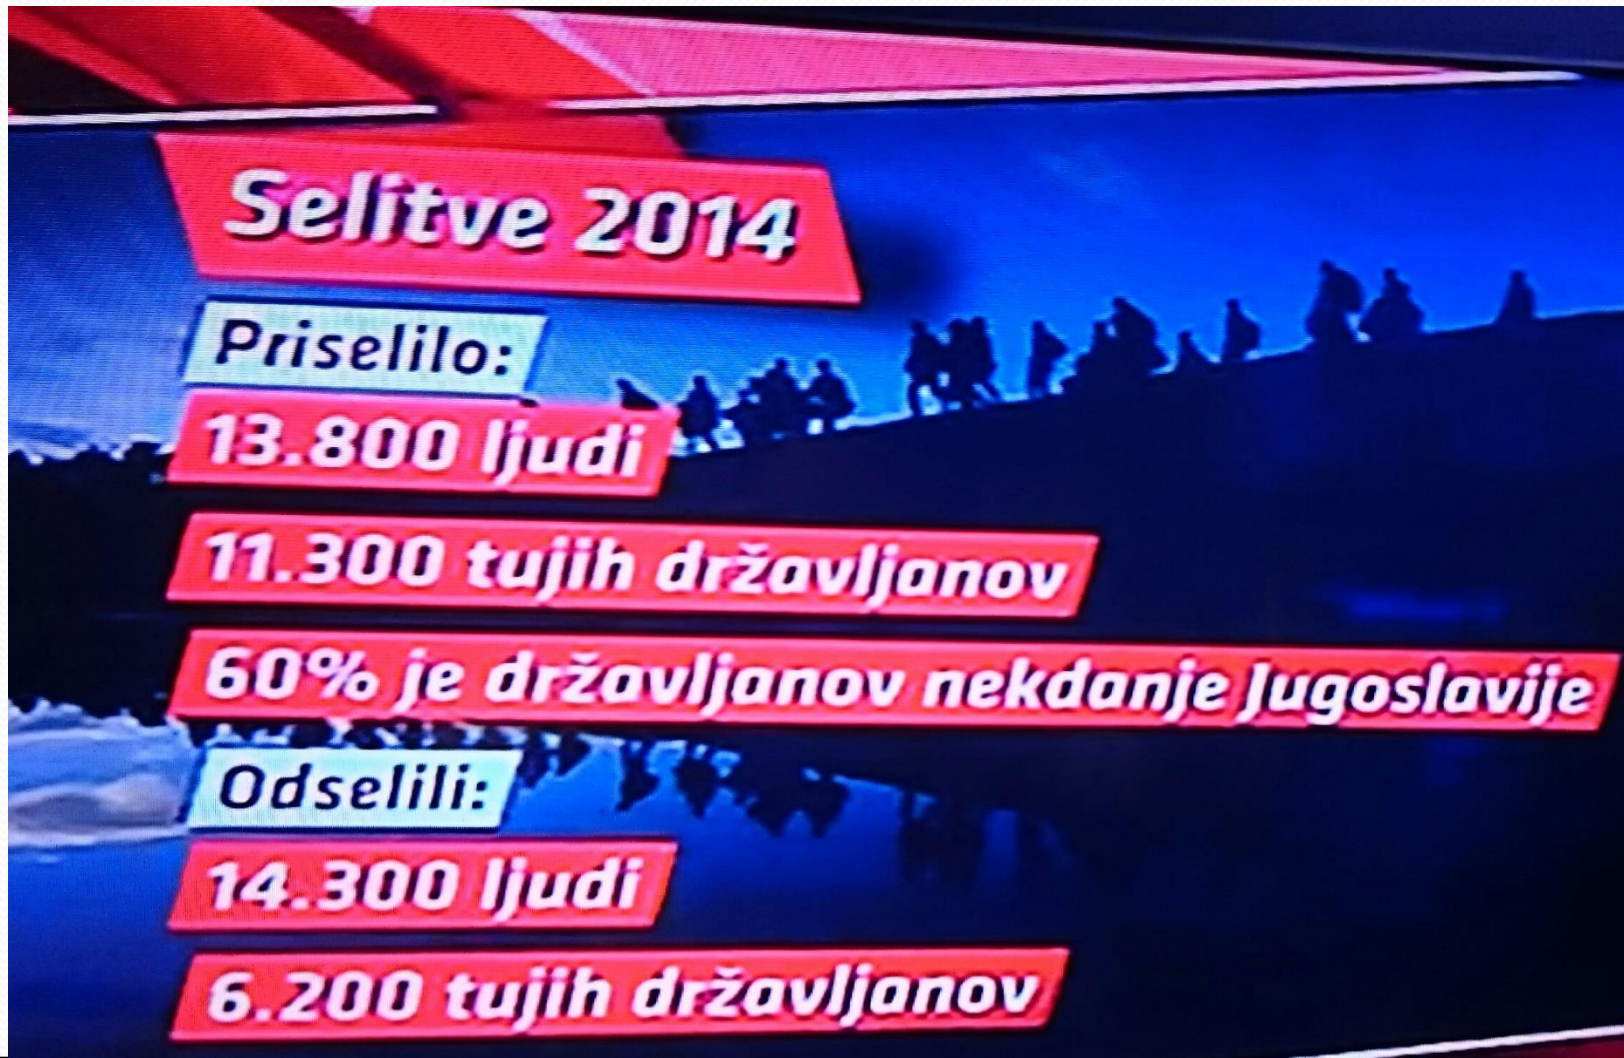 Selitve 2014
Priselilo:
13.800 ljudi
11.300 tujih državljanov
60% je državljanov nekdanje Jugoslavije
Odselili:
14.300 ljudi
6.200 tujih državljanov